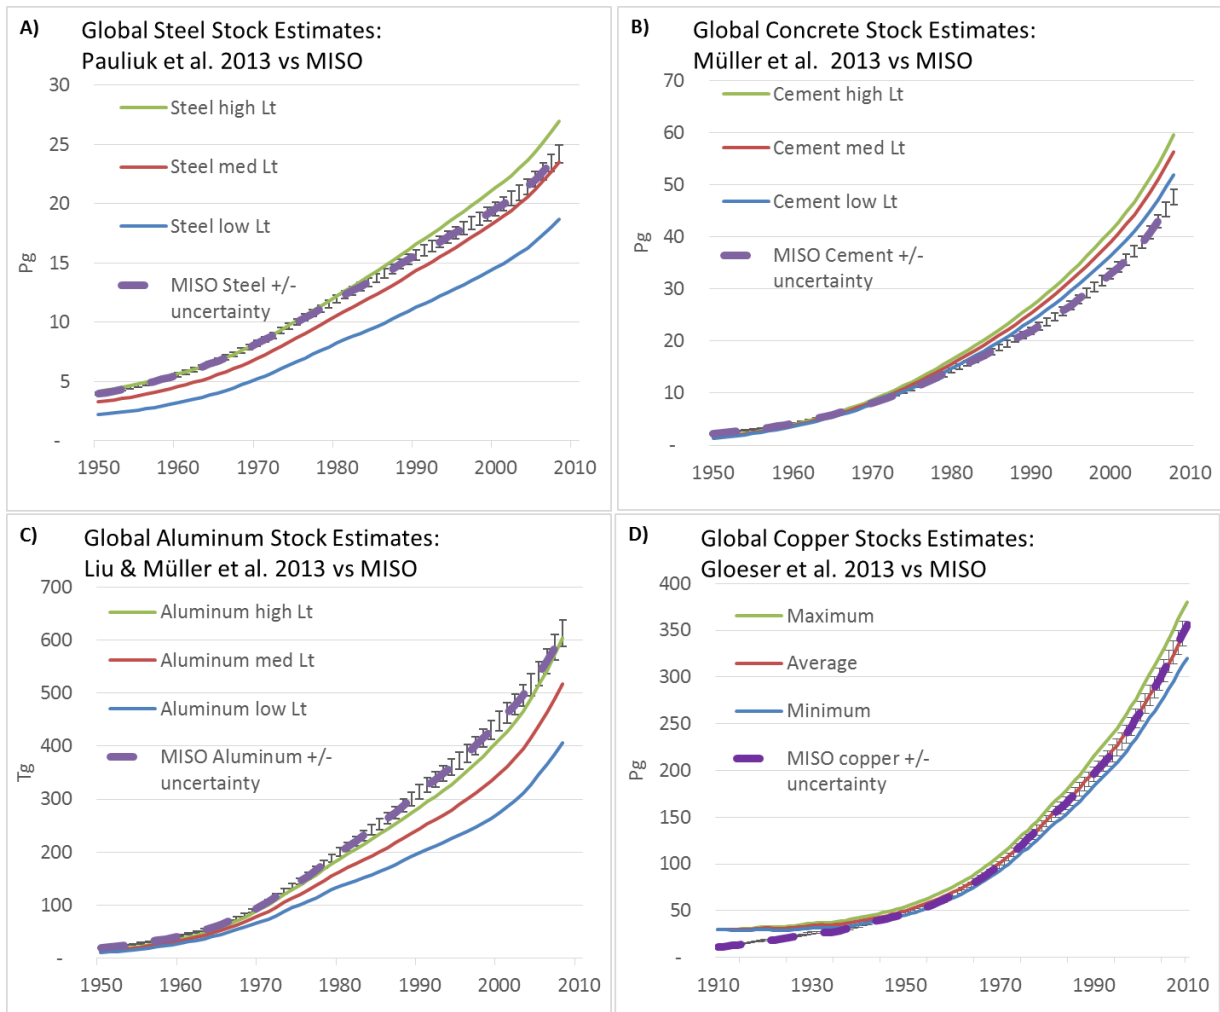 A)
Global Steel Stock Estimates:
Pauliuk et al. 2013 vs MISO
30
25
20
15
10
5
-
Pg
Steel high Lt
Steel med Lt
Steel low Lt
MISO Steel +/-
uncertainty
1950 1960 1970 1980 1990 2000 2010
B)
Global Concrete Stock Estimates:
Müller et al.  2013 vs MISO
70
60
50
40
30
20
10
-
Pg
Cement high Lt
Cement med Lt
Cement low Lt
MISO Cement +/-
uncertainty
1950 1960 1970 1980 1990 2000 2010
C)
Global Aluminum Stock Estimates:
Liu & Müller et al. 2013 vs MISO
700
600
500
400
300
200
100
-
Tg
Aluminum high Lt
Aluminum med Lt
Aluminum low Lt
MISO Aluminum +/-
uncertainty
1950 1960 1970 1980 1990 2000 2010
D)
Global Copper Stocks Estimates:
Gloeser et al. 2013 vs MISO
400
350
300
250
200
150
100
50
-
Pg
Maximum
Average
Minimum
MISO copper +/-
uncertainty
1910 1930 1950 1970 1990 2010